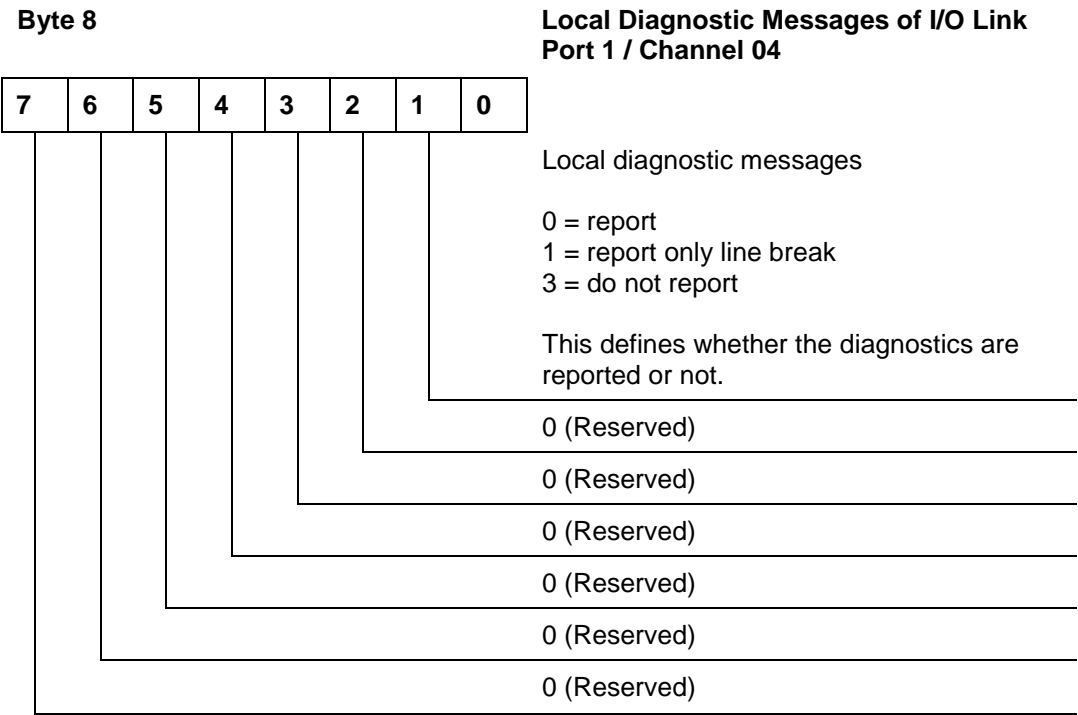 Byte 8
Local Diagnostic Messages of I/O Link
Port 1 / Channel 04
7 6 5 4 3 2 1 0
Local diagnostic messages
0 = report
1 = report only line break
3 = do not report
This defines whether the diagnostics are
reported or not.
0 (Reserved)
0 (Reserved)
0 (Reserved)
0 (Reserved)
0 (Reserved)
0 (Reserved)